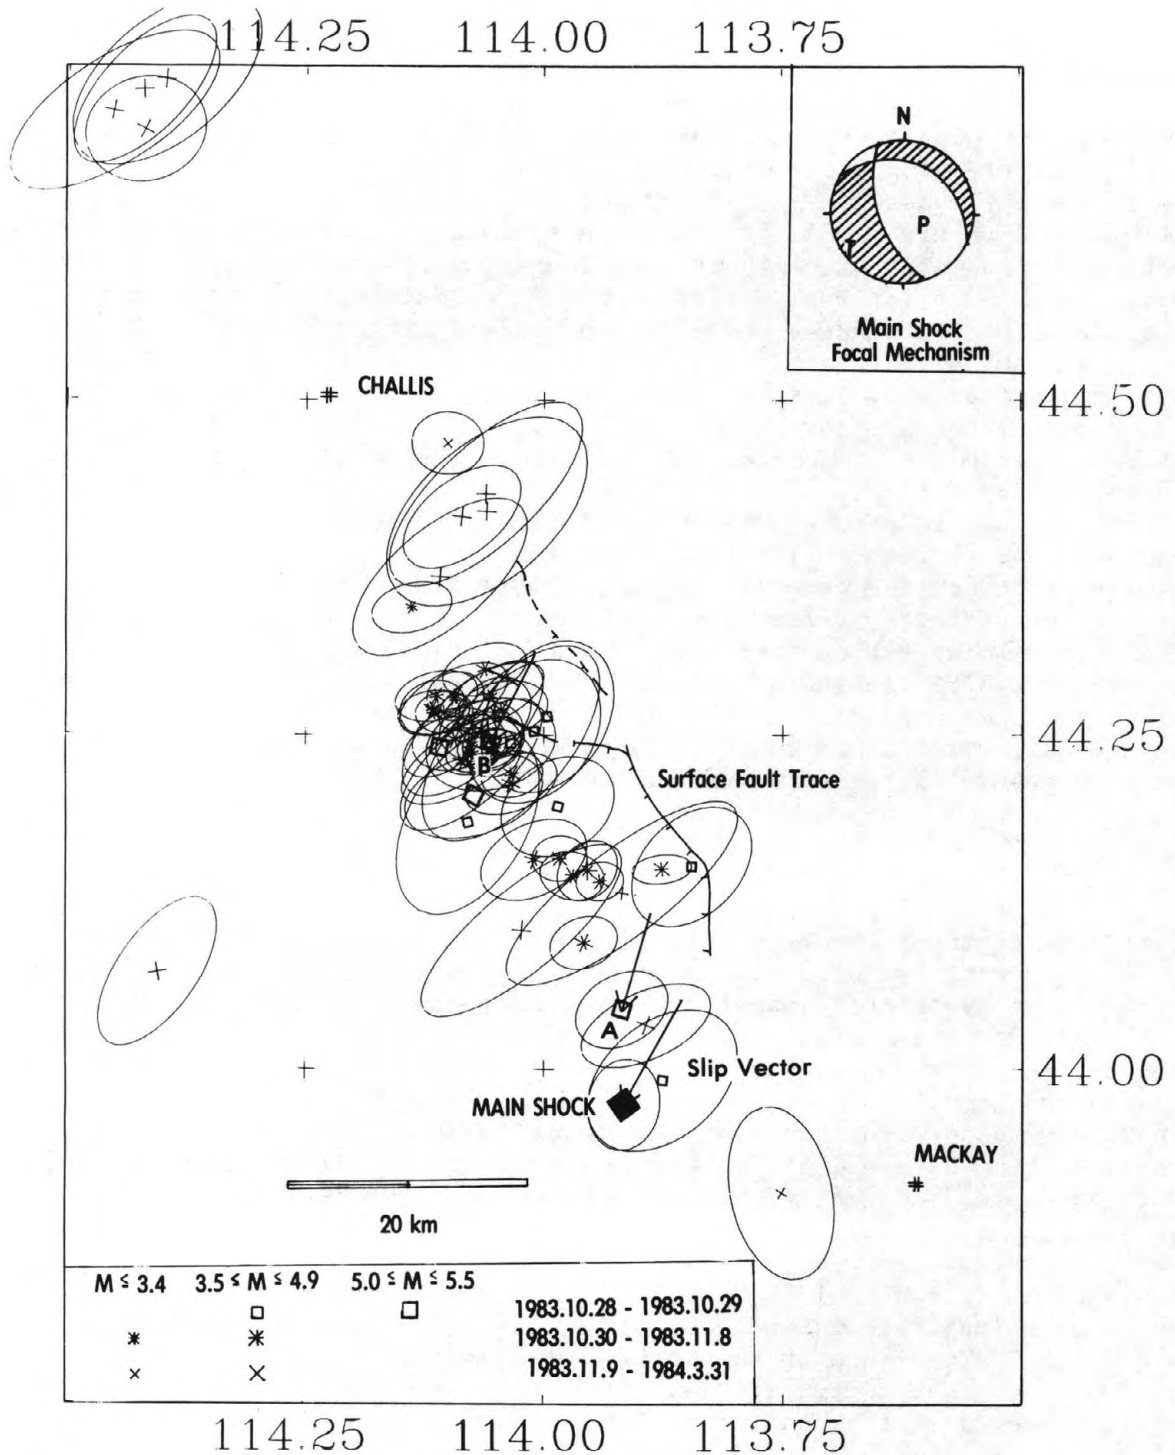 114.25 114.00 113.75
N
P
T
Main Shock
Focal Mechanism
CHALLIS
44.50
44.25
B
Surface Fault Trace
A
Slip Vector
44.00
MAIN SHOCK
MACKAY
20 km
M ≤ 3.4 3.5 ≤ M ≤ 4.9 5.0 ≤ M ≤ 5.5
1983.10.28 - 1983.10.29
1983.10.30 - 1983.11.8
1983.11.9 - 1984.3.31
114.25 114.00 113.75